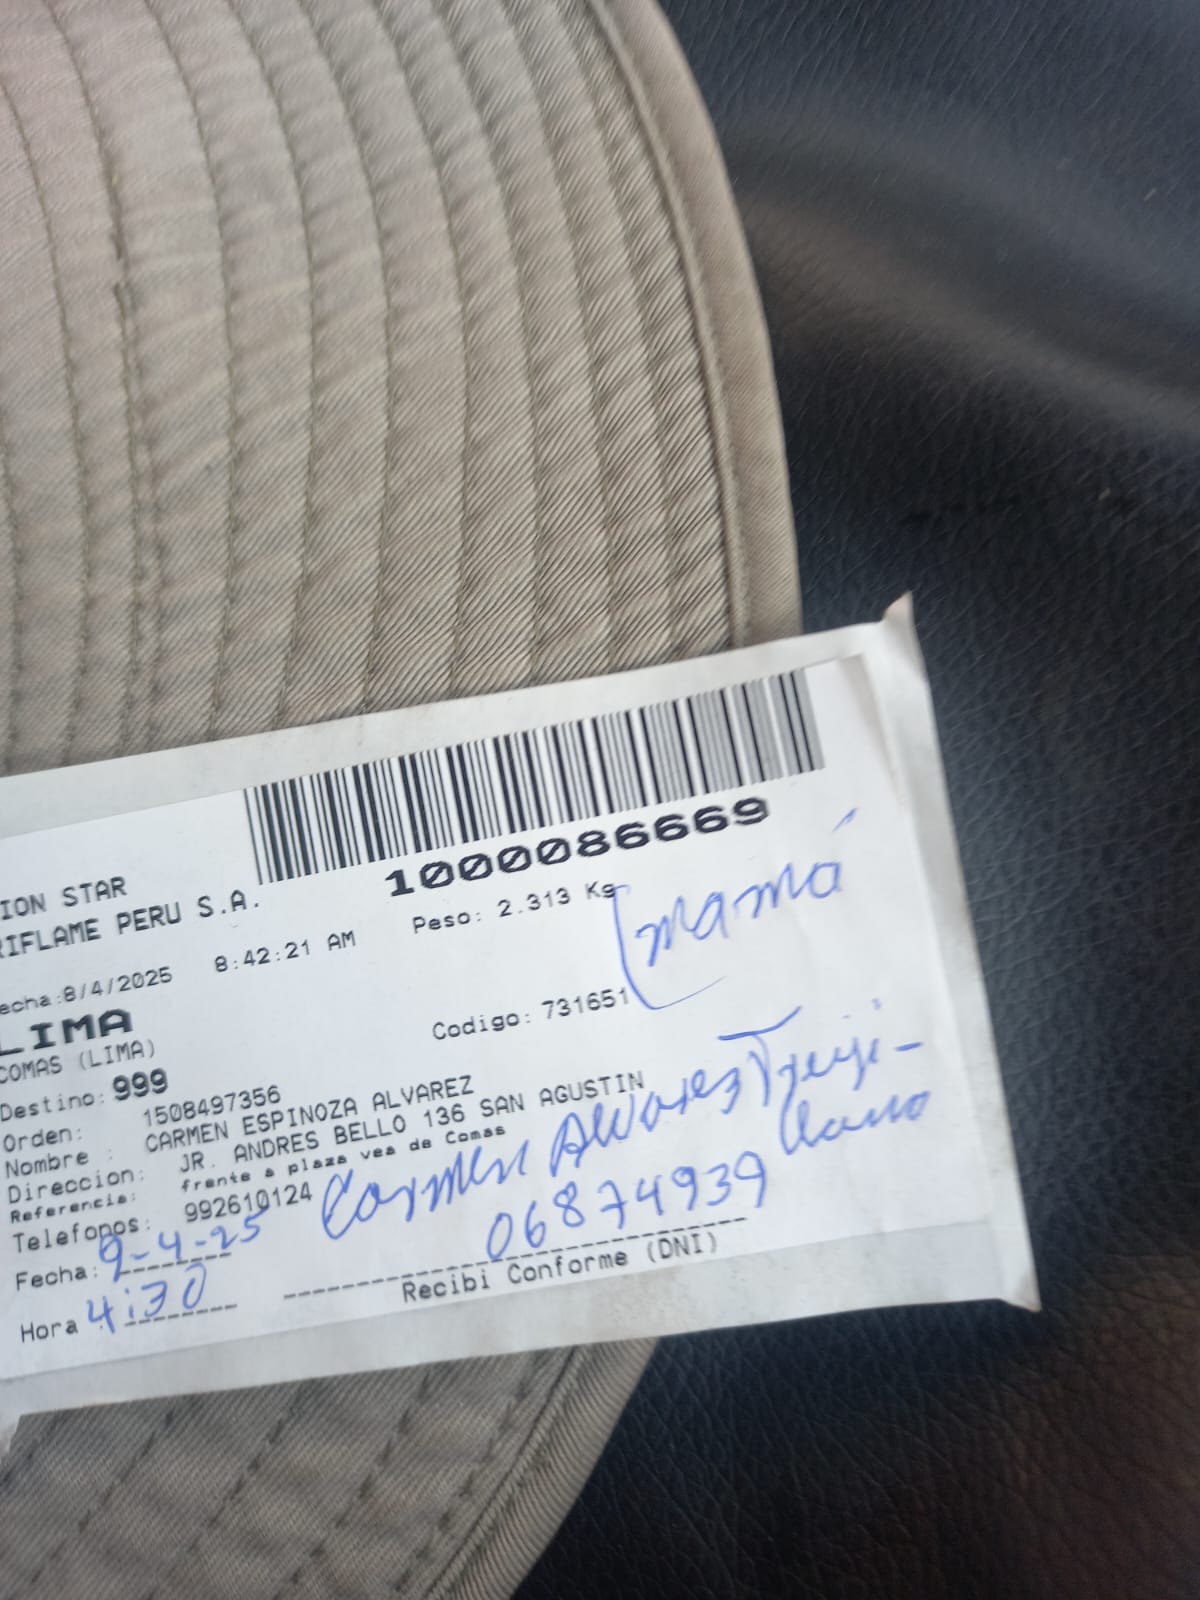 1000086669
ION STAR
RIFLAME PERU S.A.
echa:8/4/2025 8:42:21 AM Peso: 2.313 Kg
(mamá
LIMA
COMAS (LIMA) Codigo: 731651
Destino: 999
Orden: 1508497356
Nombre : CARMEN ESPINOZA ALVAREZ
Direccion: JR. ANDRES BELLO 136 SAN AGUSTIN
Referencia: frente a plaza vea de Comas
Telefonos: 992610124
Carmen Alvarez
06874939
Fecha: 9-4-25
Hora 4:30
Recibi Conforme (DNI)